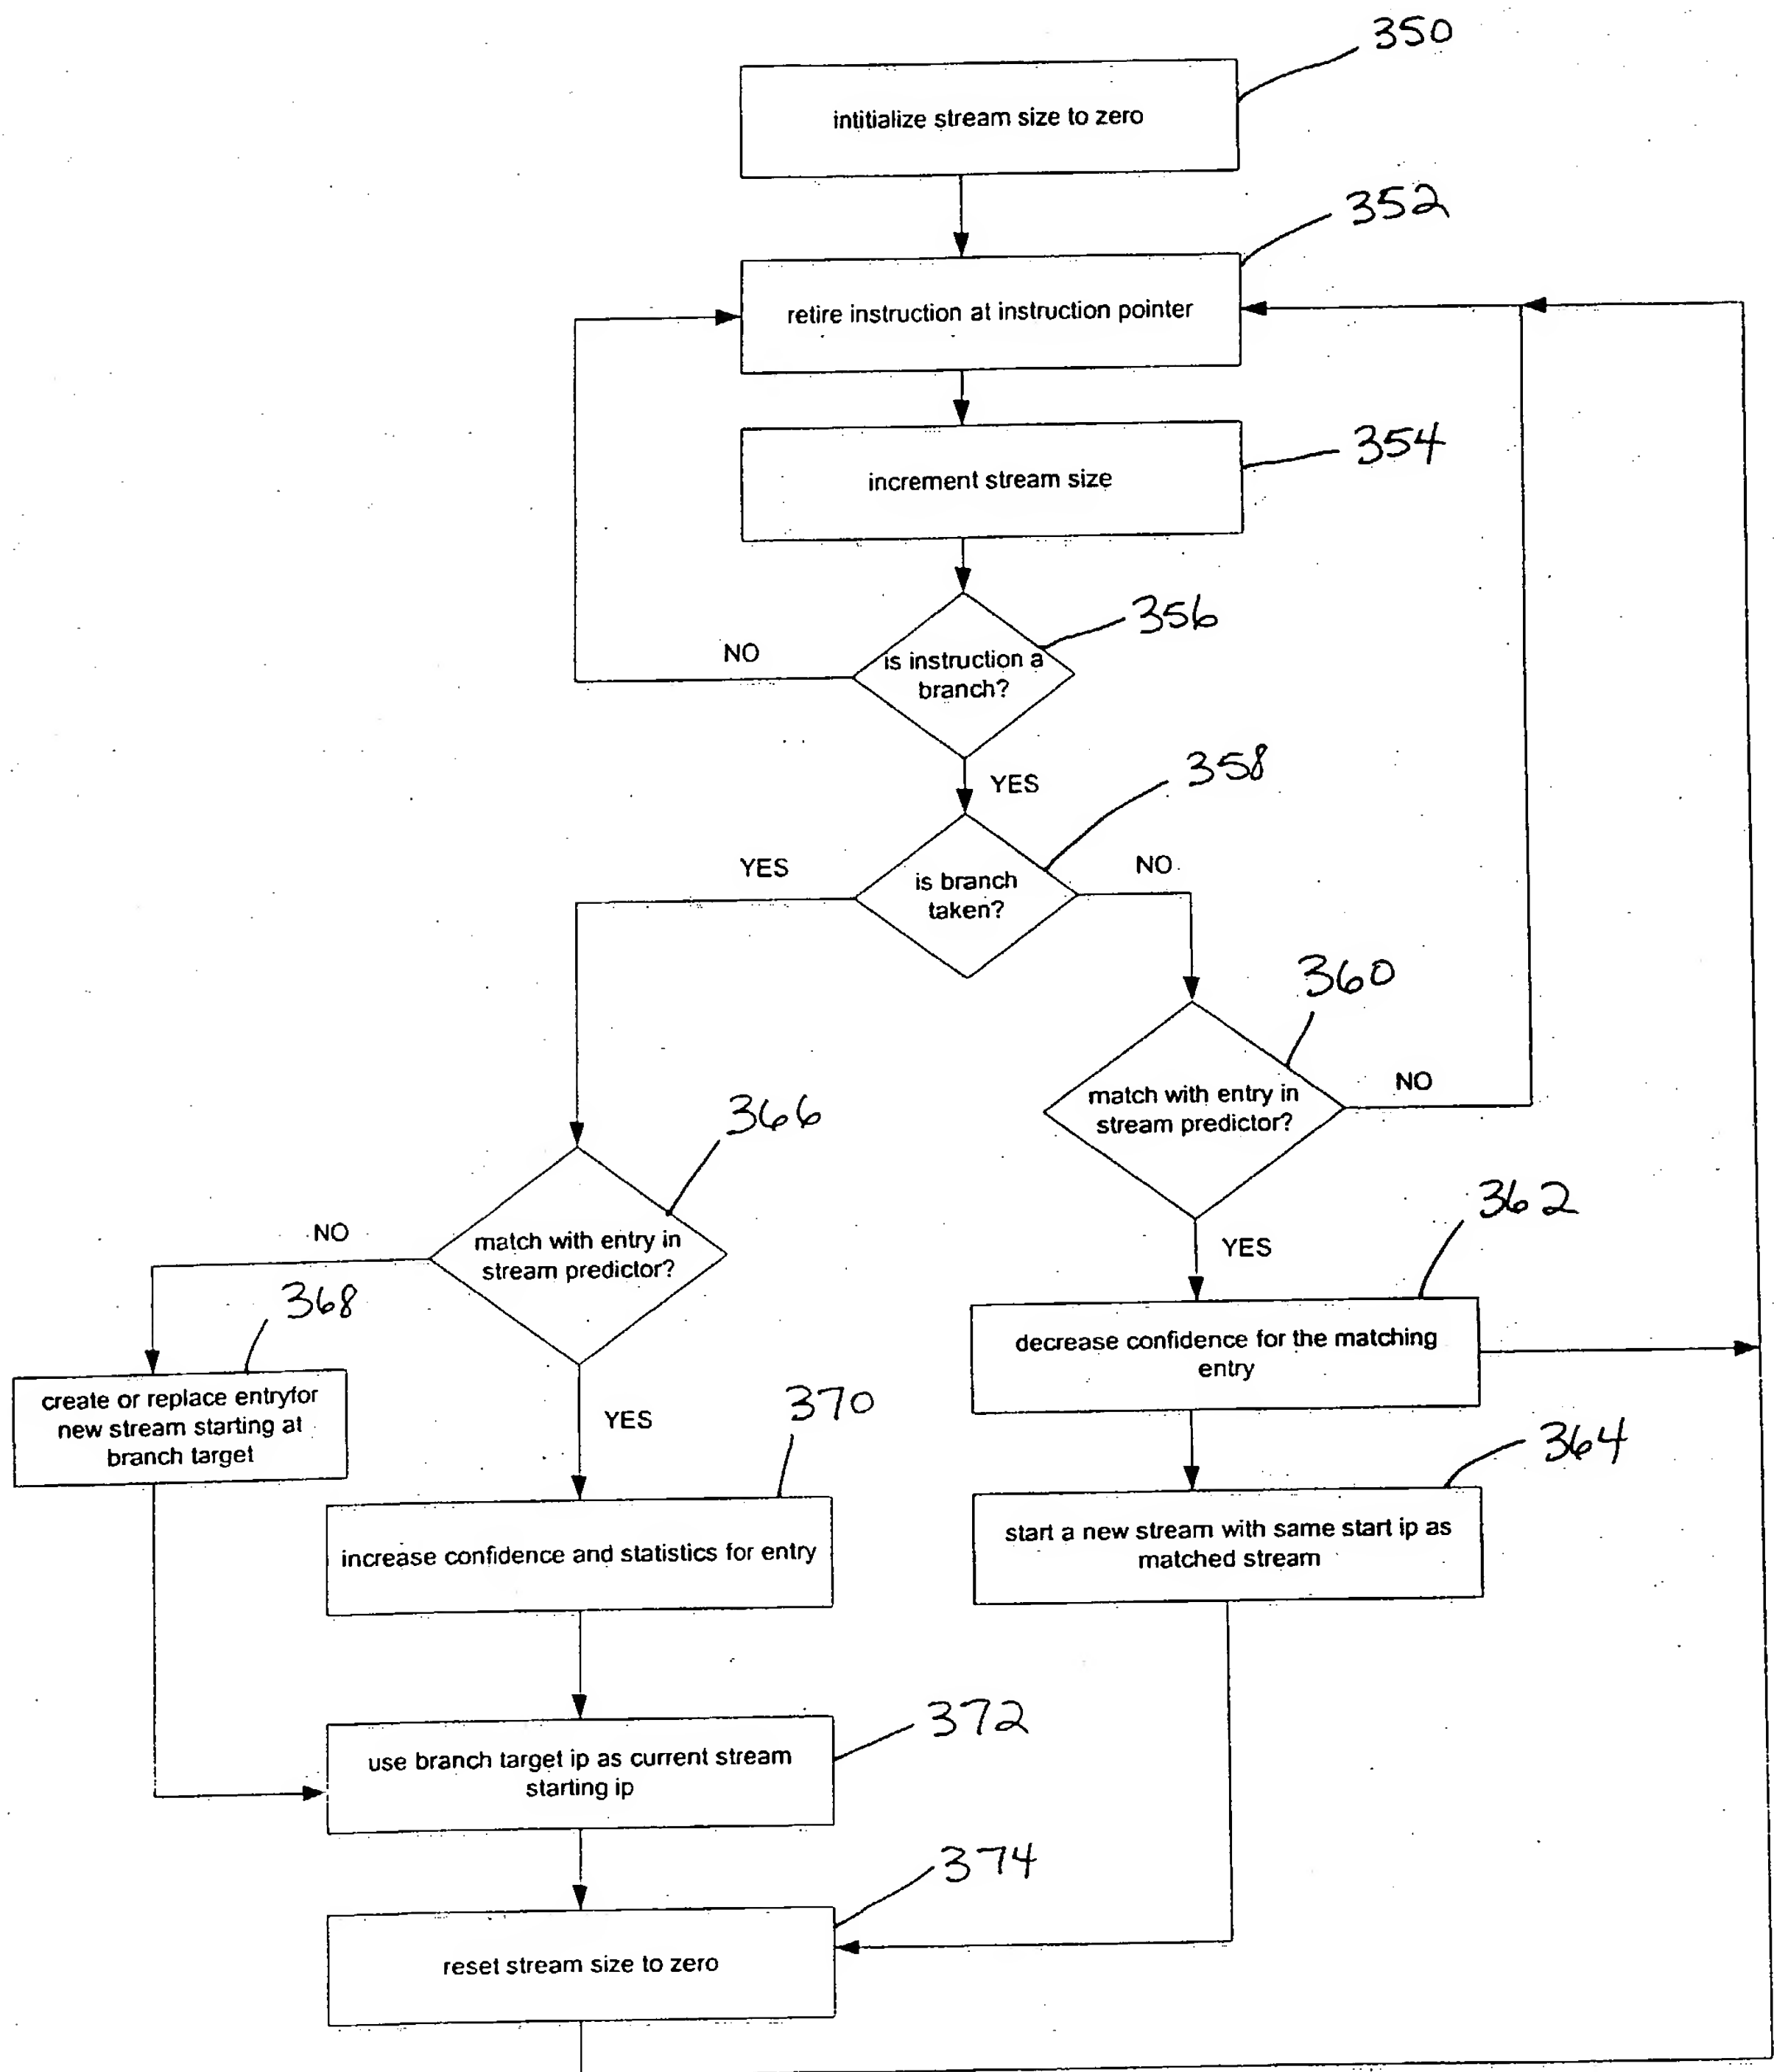 350
intitialize stream size to zero
352
retire instruction at instruction pointer
354
increment stream size
356
is instruction a
branch?
NO
YES
358
is branch
taken?
YES
NO
360
match with entry in
stream predictor?
NO
YES
366
match with entry in
stream predictor?
NO
YES
362
decrease confidence for the matching
entry
368
create or replace entryfor
new stream starting at
branch target
370
increase confidence and statistics for entry
364
start a new stream with same start ip as
matched stream
372
use branch target ip as current stream
starting ip
374
reset stream size to zero